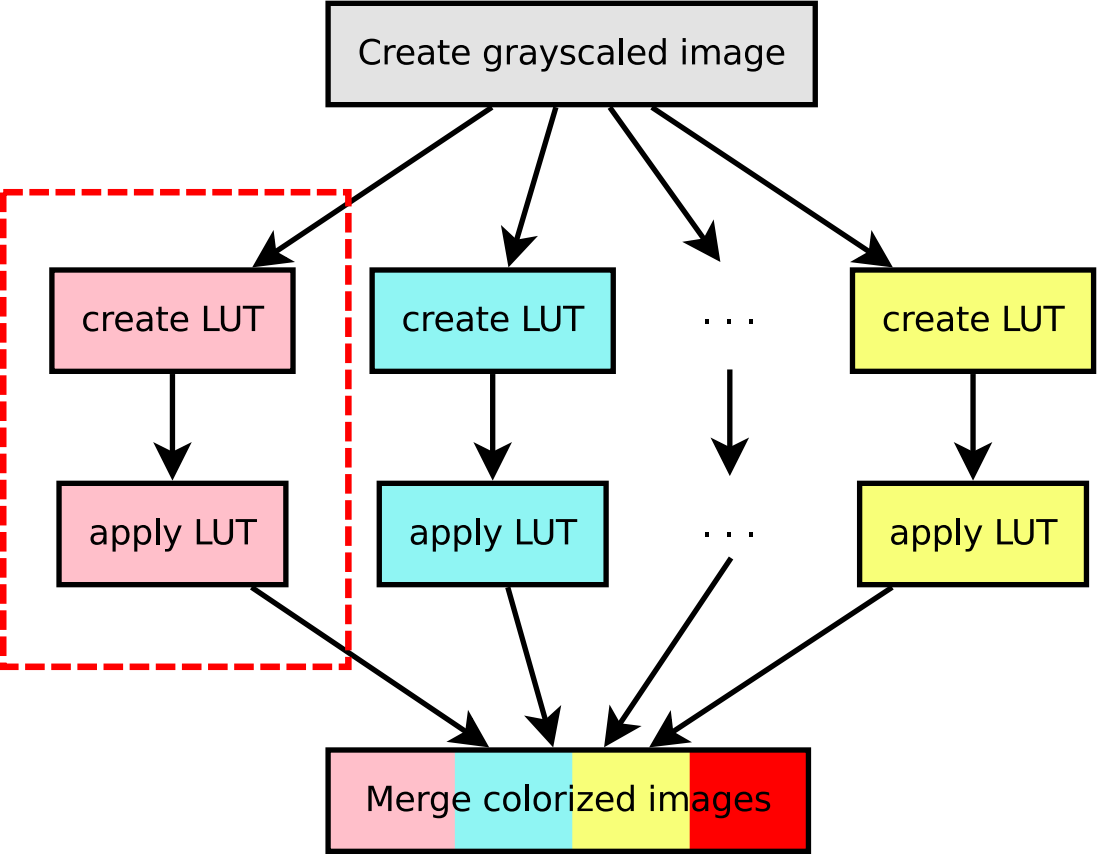 Create grayscaled image
create LUT
create LUT
. . .
create LUT
apply LUT
apply LUT
. . .
apply LUT
Merge colorized images